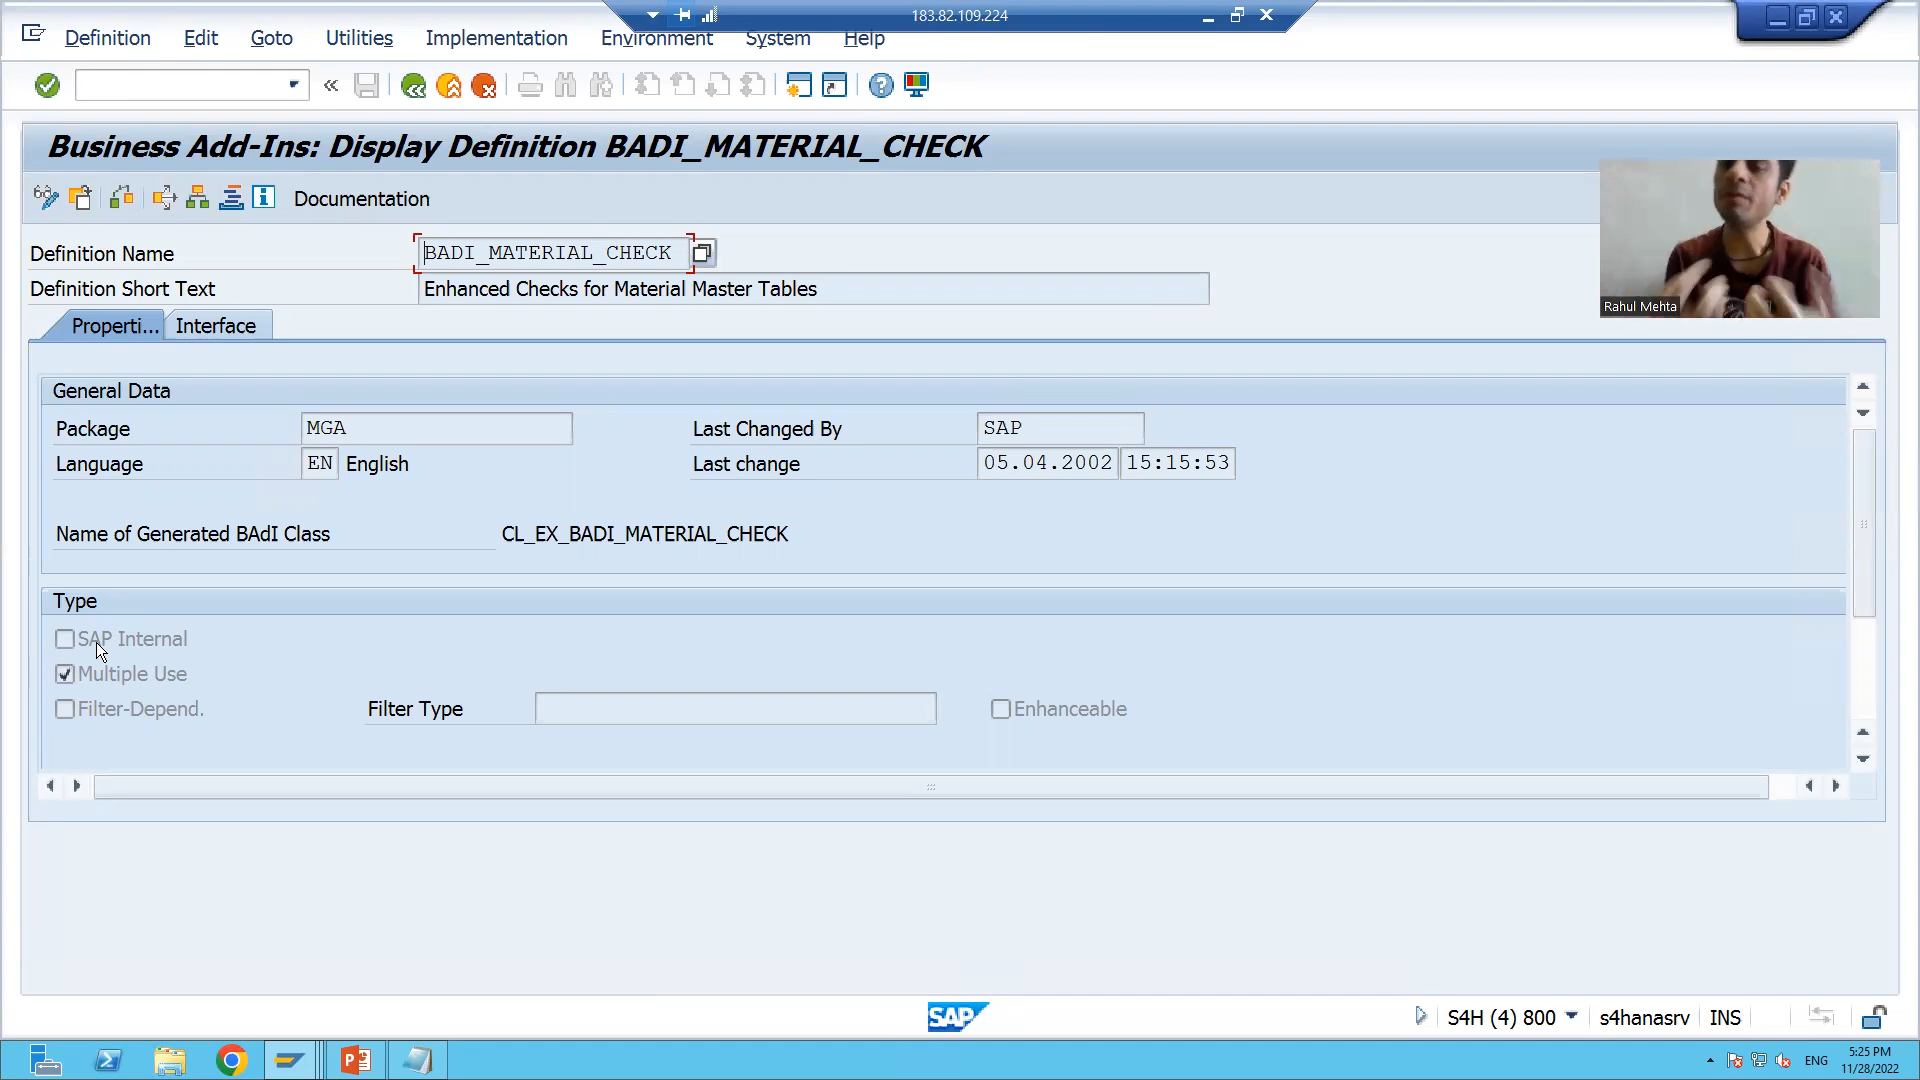 183.82.109.224
Definition Edit Goto Utilities Implementation Environment System Help
Business Add-Ins: Display Definition BADI_MATERIAL_CHECK
Documentation
Definition Name BADI_MATERIAL_CHECK
Definition Short Text Enhanced Checks for Material Master Tables
Rahul Mehta
Properti... Interface
General Data
Package MGA Last Changed By SAP
Language EN English Last change 05.04.2002 15:15:53
Name of Generated BAdI Class CL_EX_BADI_MATERIAL_CHECK
Type
SAP Internal
Multiple Use
Filter-Depend. Filter Type Enhanceable
SAP S4H (4) 800 s4hanasrv INS
ENG 5:25 PM
11/28/2022